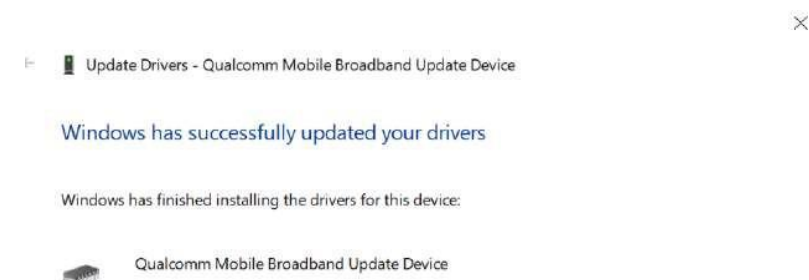 Update Drivers - Qualcomm Mobile Broadband Update Device
Windows has successfully updated your drivers
Windows has finished installing the drivers for this device:
Qualcomm Mobile Broadband Update Device